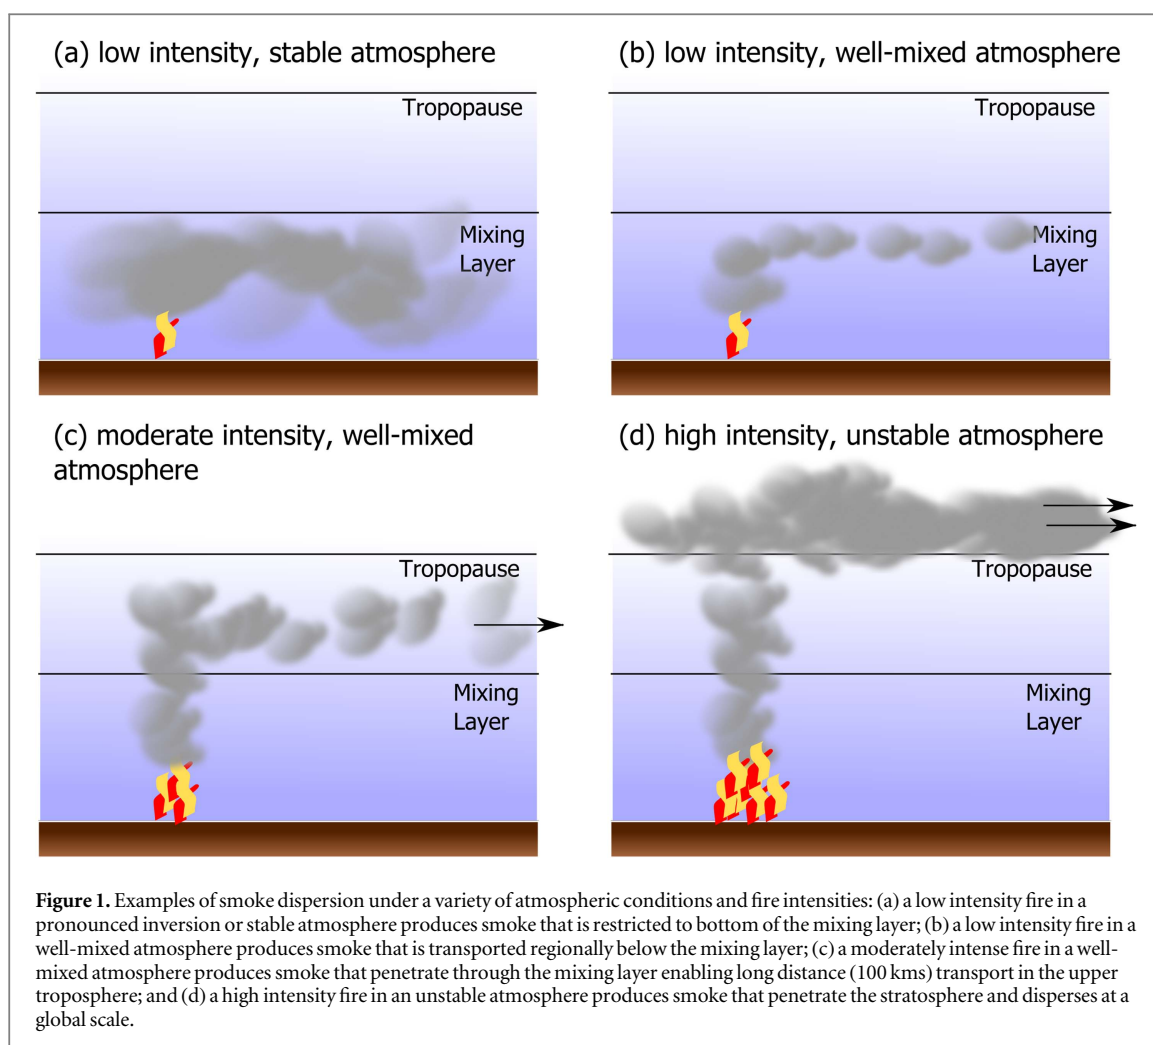 (a) low intensity, stable atmosphere
Tropopause
Mixing
Layer
(b) low intensity, well-mixed atmosphere
Tropopause
Mixing
Layer
(c) moderate intensity, well-mixed
atmosphere
Tropopause
Mixing
Layer
(d) high intensity, unstable atmosphere
Tropopause
Mixing
Layer
Figure 1. Examples of smoke dispersion under a variety of atmospheric conditions and fire intensities: (a) a low intensity fire in a
pronounced inversion or stable atmosphere produces smoke that is restricted to bottom of the mixing layer; (b) a low intensity fire in a
well-mixed atmosphere produces smoke that is transported regionally below the mixing layer; (c) a moderately intense fire in a well-
mixed atmosphere produces smoke that penetrate through the mixing layer enabling long distance (100 kms) transport in the upper
troposphere; and (d) a high intensity fire in an unstable atmosphere produces smoke that penetrate the stratosphere and disperses at a
global scale.